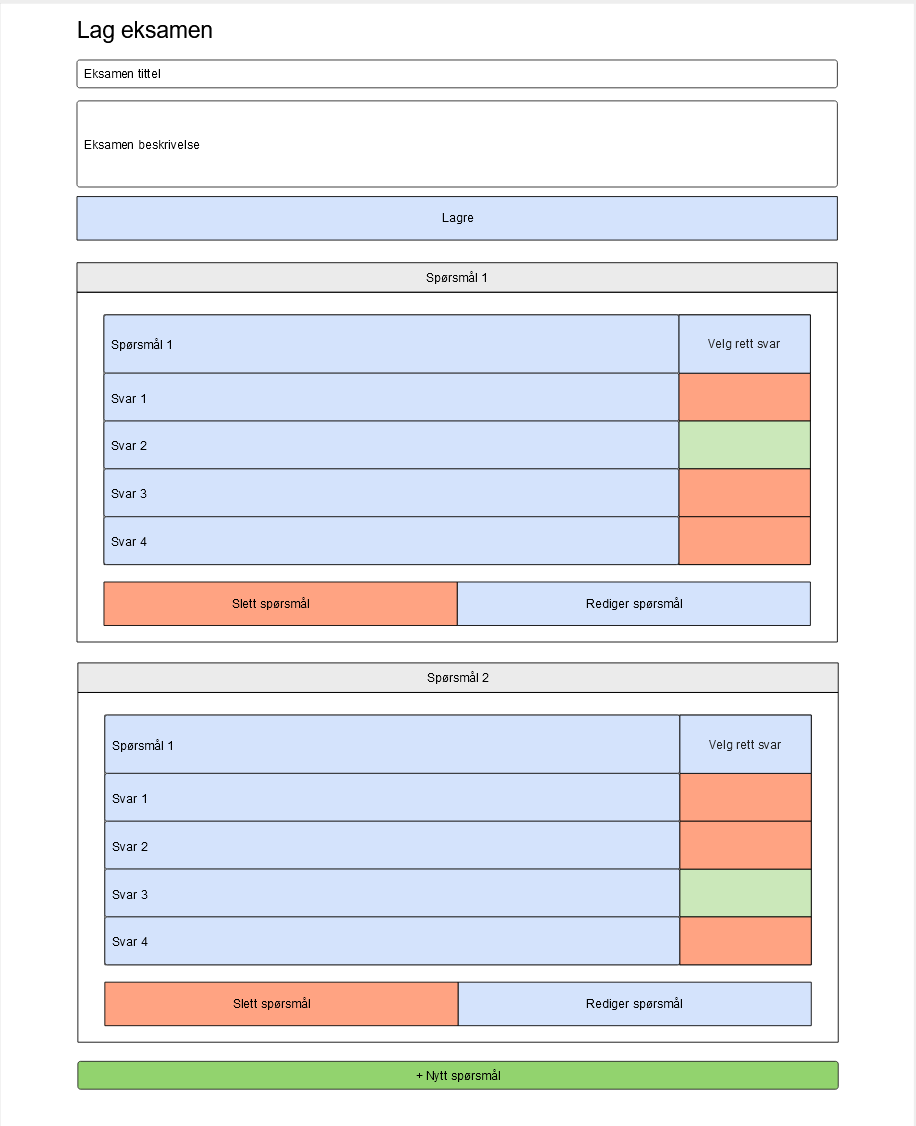 Lag eksamen
Eksamen tittel
Eksamen beskrivelse
Lagre
Spørsmål 1
Spørsmål 1
Velg rett svar
Svar 1
Svar 2
Svar 3
Svar 4
Slett spørsmål
Rediger spørsmål
Spørsmål 2
Spørsmål 1
Velg rett svar
Svar 1
Svar 2
Svar 3
Svar 4
Slett spørsmål
Rediger spørsmål
+ Nytt spørsmål